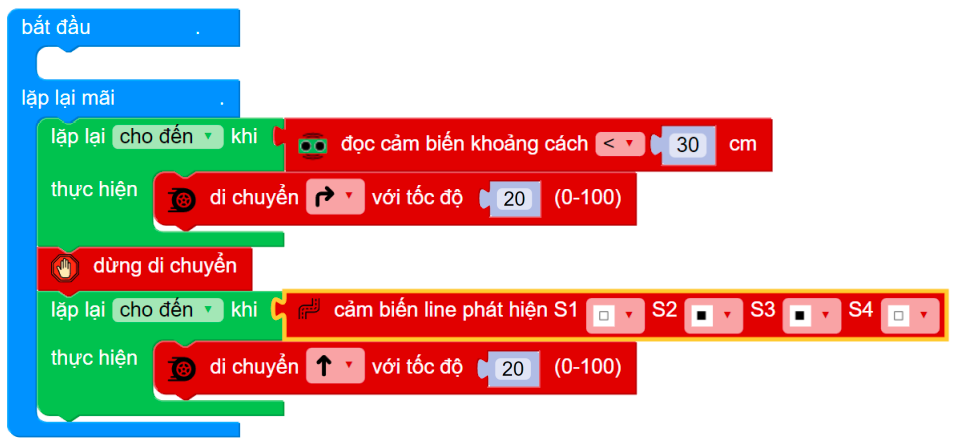 bắt đầu .
lặp lại mãi .
lặp lại cho đến khi đọc cảm biến khoảng cách < 30 cm
thực hiện di chuyển với tốc độ 20 (0-100)
dừng di chuyển
lặp lại cho đến khi cảm biến line phát hiện S1 S2 S3 S4
thực hiện di chuyển với tốc độ 20 (0-100)